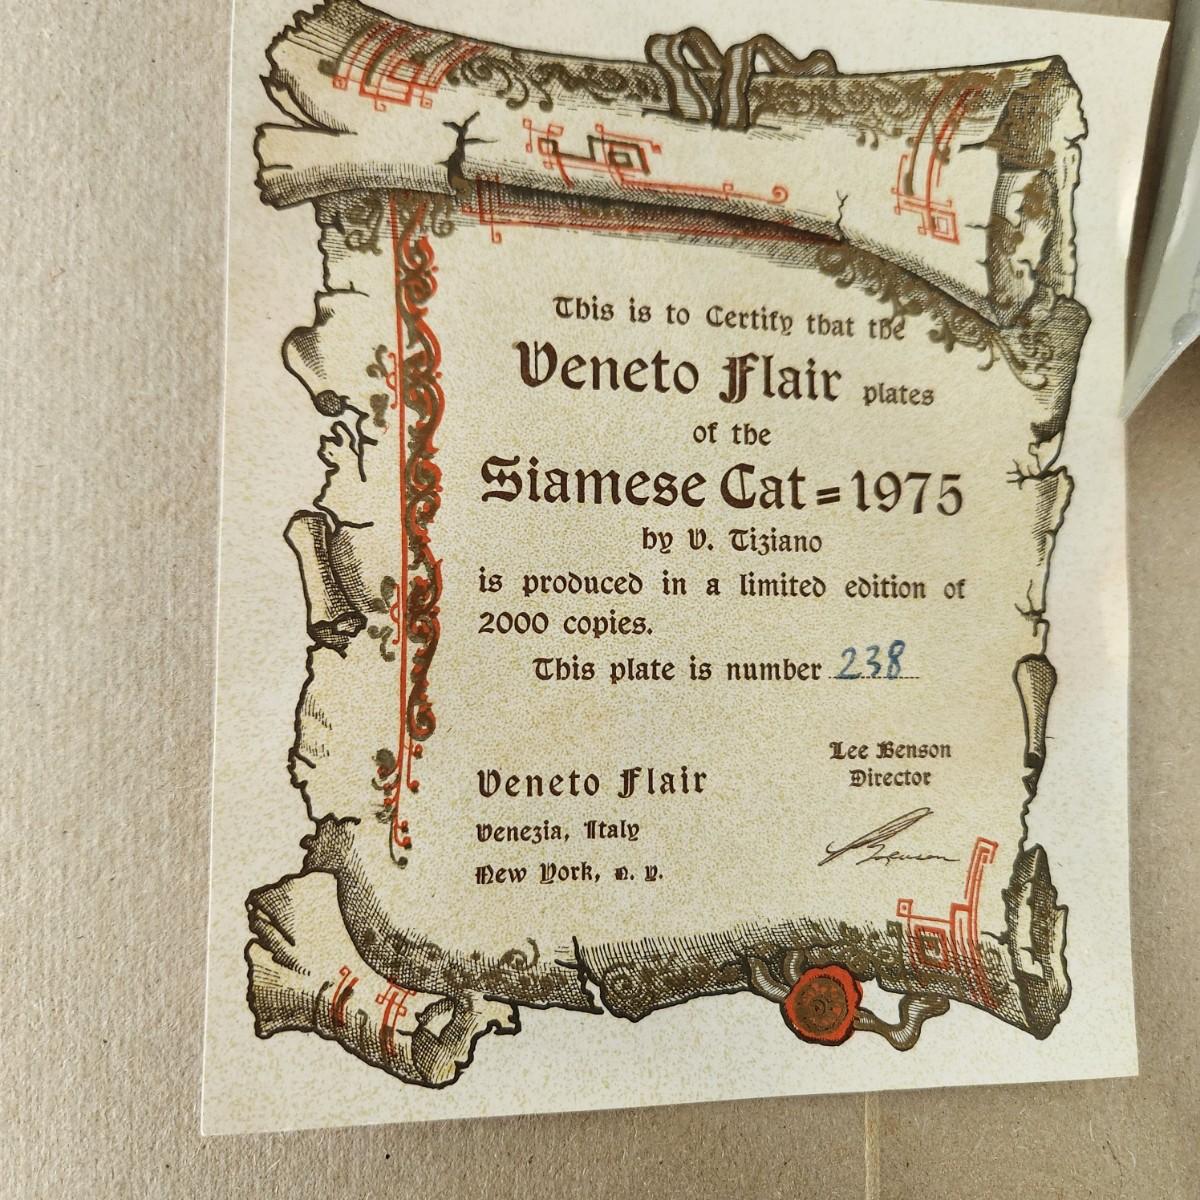 This is to Certify that the
Veneto Flair plates
of the
Siamese Cat = 1975
by V. Tiziano
is produced in a limited edition of
2000 copies.
This plate is number 238
Lee Benson
Director
Veneto Flair
Venezia, Italy
New York, n. y.
Benson